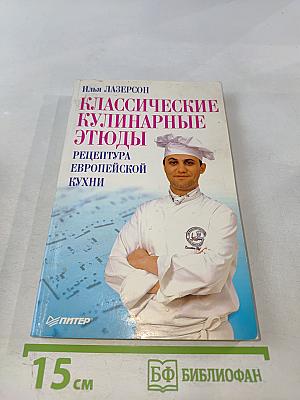 Илья ЛАЗЕРСОН
КЛАССИЧЕСКИЕ
КУЛИНАРНЫЕ
ЭТЮДЫ
РЕЦЕПТУРА
ЕВРОПЕЙСКОЙ
КУХНИ
ПИТЕР
15 см
БФ БИБЛИОФАН